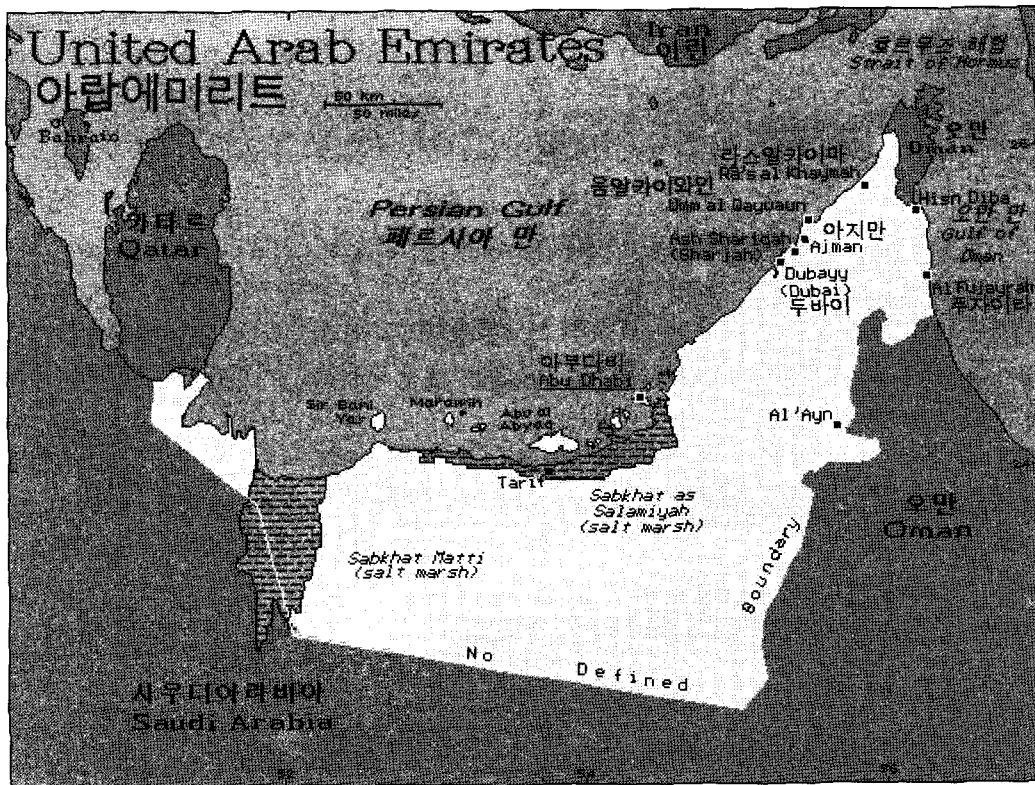 United Arab Emirates
아랍에미리트
50 km
50 miles
Iran
이란
호르무즈 해협
Strait of Hormuz
Bahrain
오만
Oman
라스알카이마
Ra's al Khaymah
움알카이와인
Umm al Qaywayn
Hisn Diba
카타르
Qatar
Persian Gulf
페르시아 만
Ash Shariqah
(Sharjah)
아지만
Ajman
오만 만
Gulf of
Oman
Dubayy
(Dubai)
두바이
Al Fujayrah
푸자이라
아부다비
Abu Dhabi
Sir Bani
Yas
Marawih
Abu al
Abyad
Al 'Ayn
Tarif
Sabkhat as
Salamiyah
(salt marsh)
Sabkhat Matti
(salt marsh)
오만
Oman
No Defined Boundary
사우디아라비아
Saudi Arabia
52
54
56